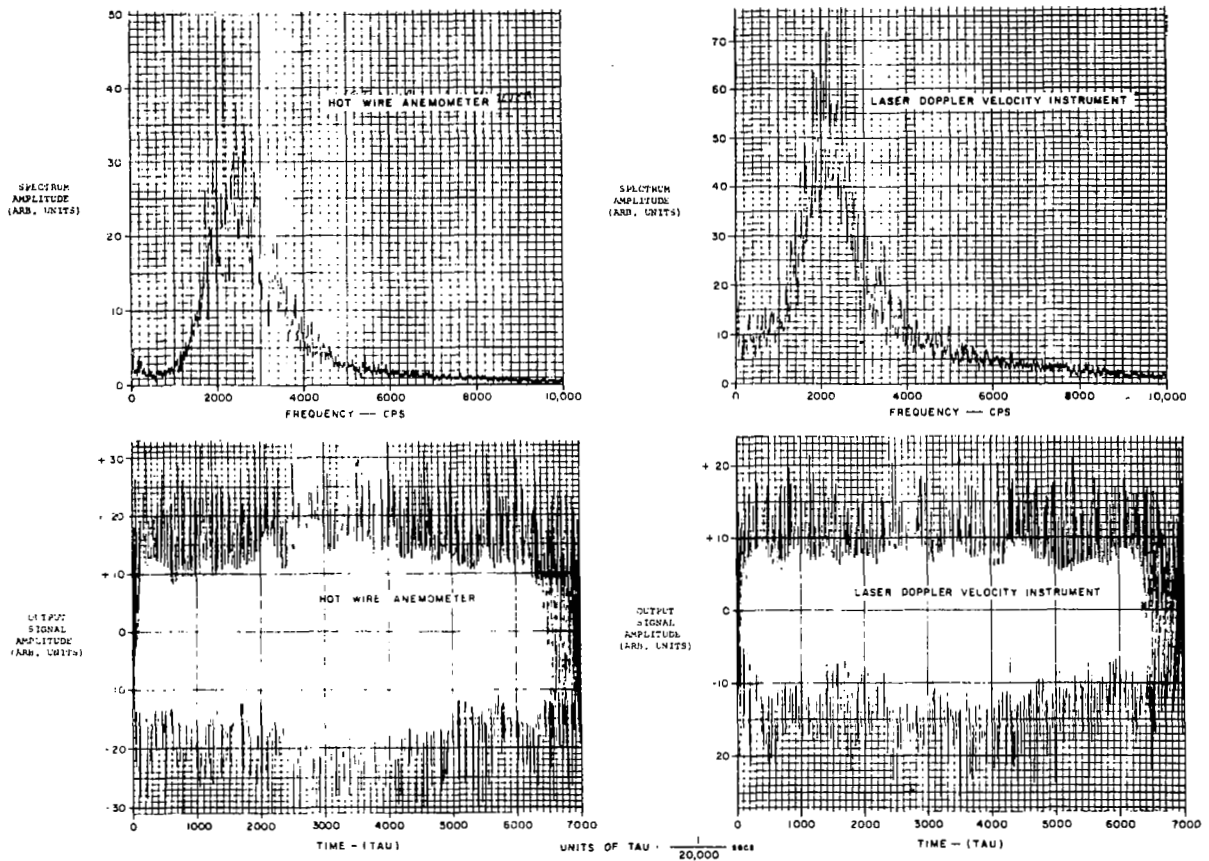 50
40
30
20
10
0
HOT WIRE ANEMOMETER
SPECTRUM
AMPLITUDE
(ARB. UNITS)
0 2000 4000 6000 8000 10,000
FREQUENCY — CPS
70
60
50
40
30
20
10
0
LASER DOPPLER VELOCITY INSTRUMENT
SPECTRUM
AMPLITUDE
(ARB. UNITS)
0 2000 4000 6000 8000 10,000
FREQUENCY — CPS
+30
20
+10
0
10
-20
-30
HOT WIRE ANEMOMETER
OUTPUT
SIGNAL
AMPLITUDE
(ARB. UNITS)
0 1000 2000 3000 4000 5000 6000 7000
TIME - (TAU)
+ 20
+ 10
0
-10
20
LASER DOPPLER VELOCITY INSTRUMENT
OUTPUT
SIGNAL
AMPLITUDE
(ARB. UNITS)
0 1000 2000 3000 4000 5000 6000 7000
TIME — (TAU)
UNITS OF TAU · 1/20,000 SECS